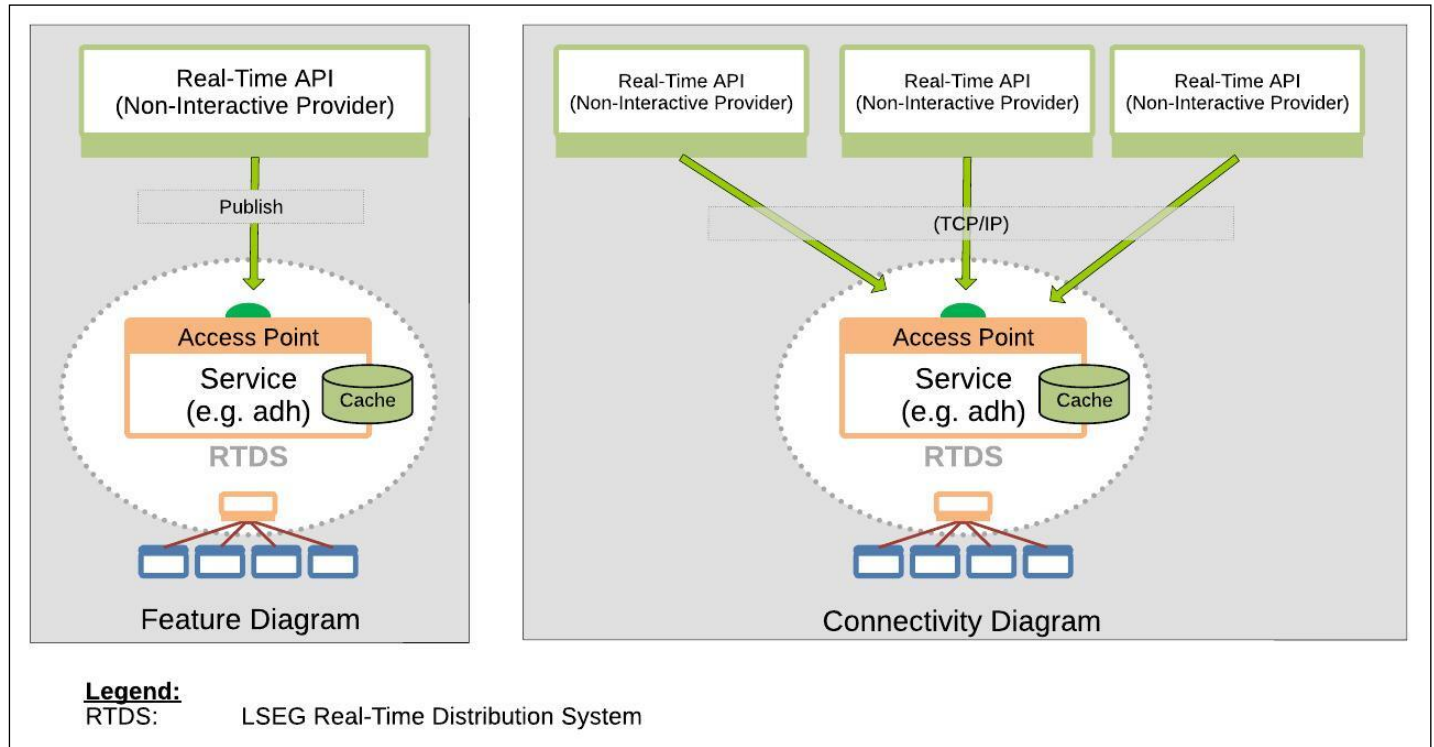 Real-Time API
(Non-Interactive Provider)
Publish
Access Point
Service
(e.g. adh)
Cache
RTDS
Feature Diagram
Real-Time API
(Non-Interactive Provider)
Real-Time API
(Non-Interactive Provider)
Real-Time API
(Non-Interactive Provider)
(TCP/IP)
Access Point
Service
(e.g. adh)
Cache
RTDS
Connectivity Diagram
Legend:
RTDS: LSEG Real-Time Distribution System